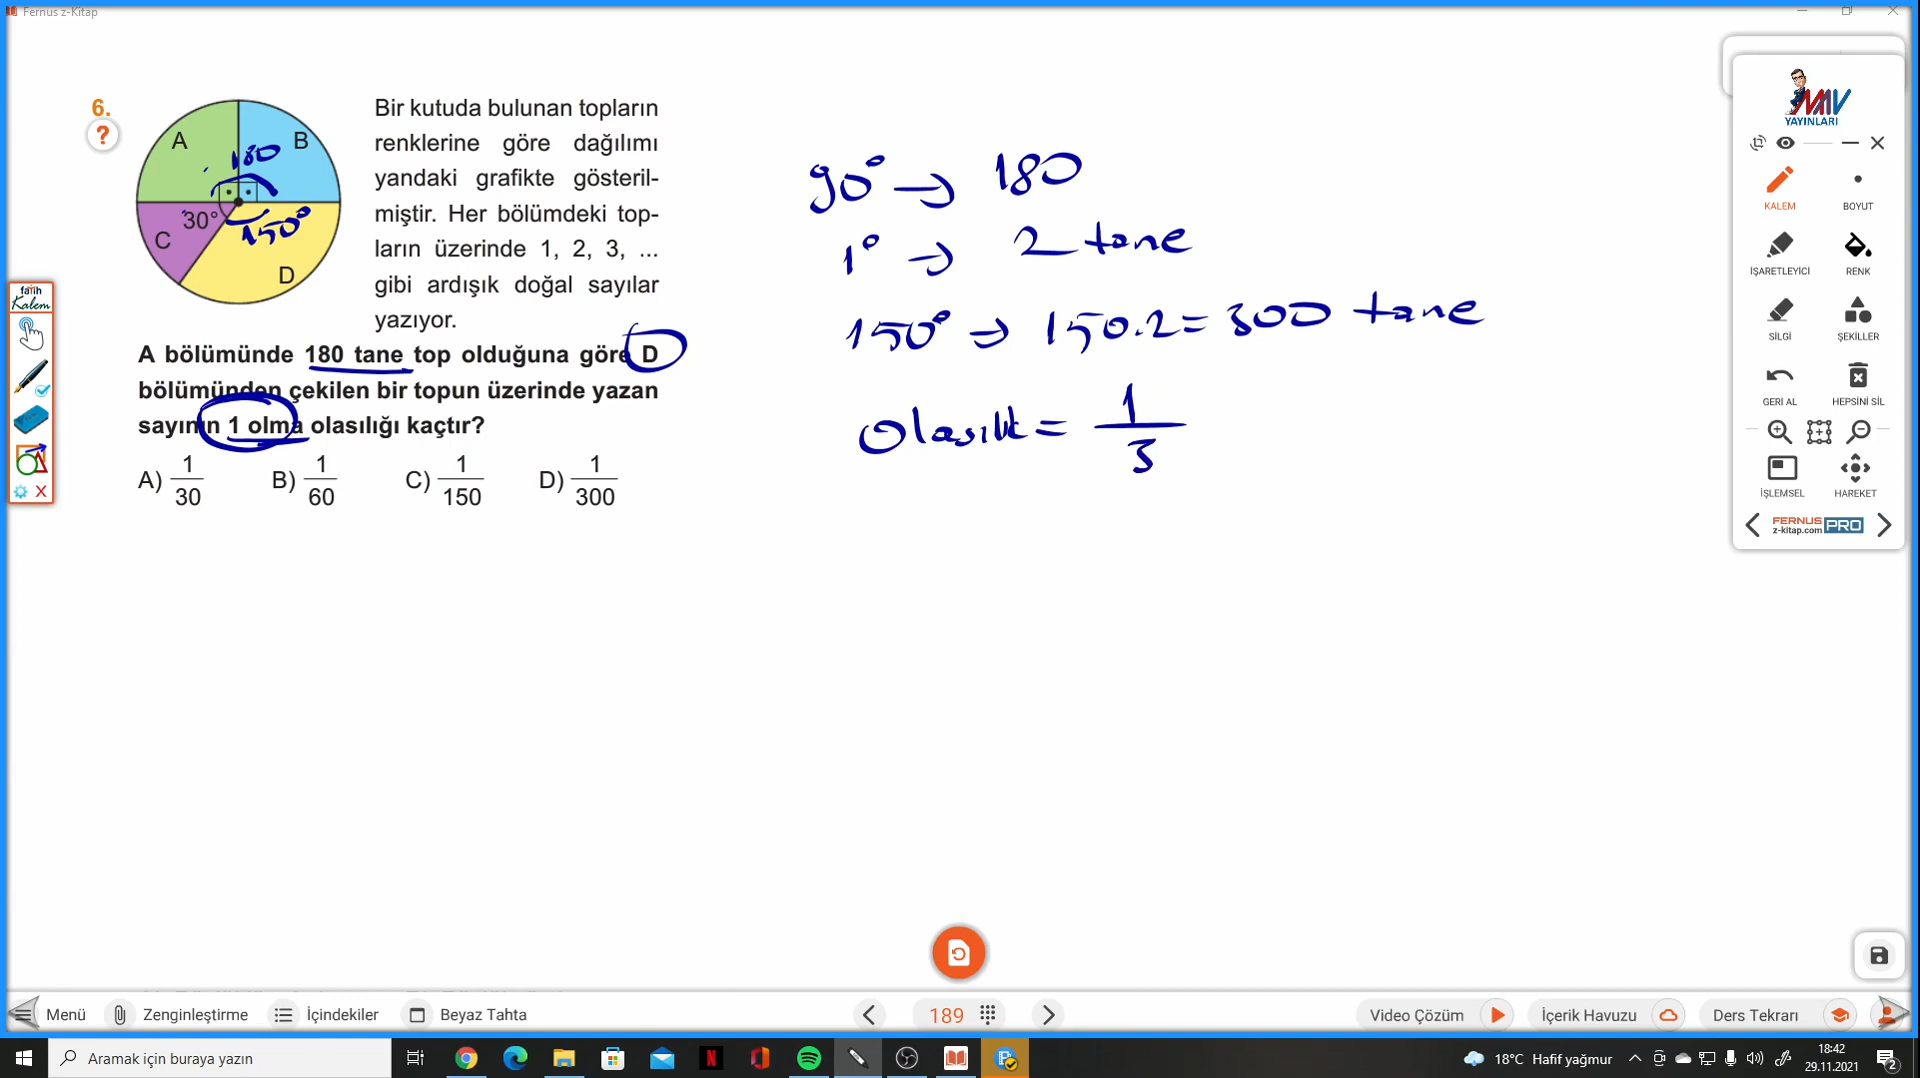 Fernus z-Kitap
6.
?
A
B
180
30°
150°
C
D
Bir kutuda bulunan topların
renklerine göre dağılımı
yandaki grafikte gösteril-
miştir. Her bölümdeki top-
ların üzerinde 1, 2, 3, ...
gibi ardışık doğal sayılar
yazıyor.
A bölümünde 180 tane top olduğuna göre D
bölümünden çekilen bir topun üzerinde yazan
sayının 1 olma olasılığı kaçtır?
A) 1/30 B) 1/60 C) 1/150 D) 1/300
90° → 180
1° → 2 tane
150° → 150.2 = 300 tane
Olasılık = 1/3
fatih
Kalem
MAV
YAYINLARI
KALEM BOYUT
İŞARETLEYİCİ RENK
SİLGİ ŞEKİLLER
GERİ AL HEPSİNİ SİL
İŞLEMSEL HAREKET
FERNUS
z-kitap.com PRO
Menü Zenginleştirme İçindekiler Beyaz Tahta 189 Video Çözüm İçerik Havuzu Ders Tekrarı
Aramak için buraya yazın 18°C Hafif yağmur 18:42
29.11.2021 2